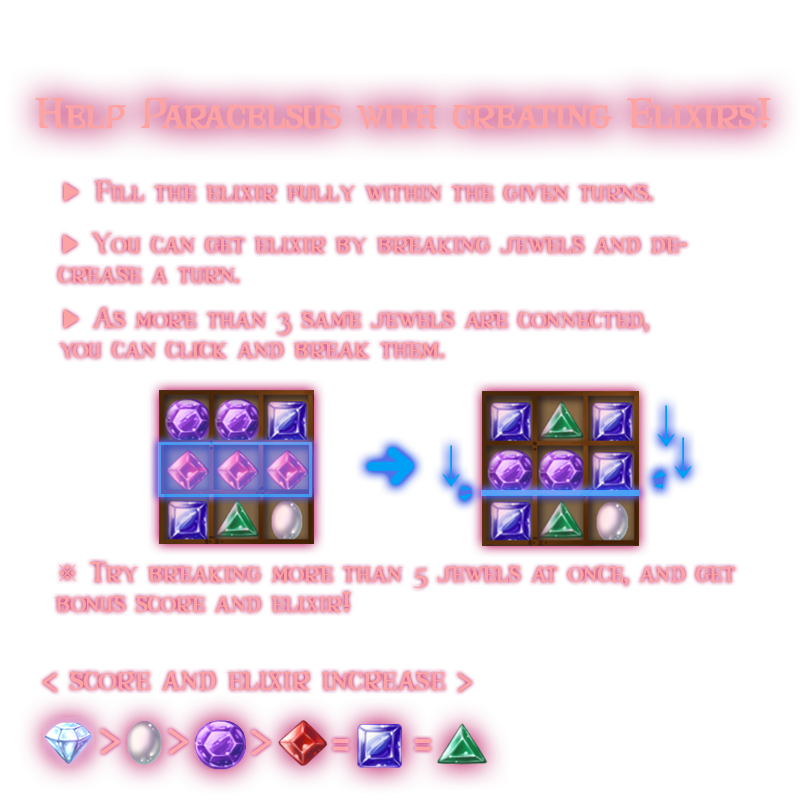 Help Paracelsus with creating Elixirs!
► Fill the elixir fully within the given turns.
► You can get elixir by breaking jewels and de-
crease a turn.
► As more than 3 same jewels are connected,
you can click and break them.
※ Try breaking more than 5 jewels at once, and get
bonus score and elixir!
< score and elixir increase >
> > > = =